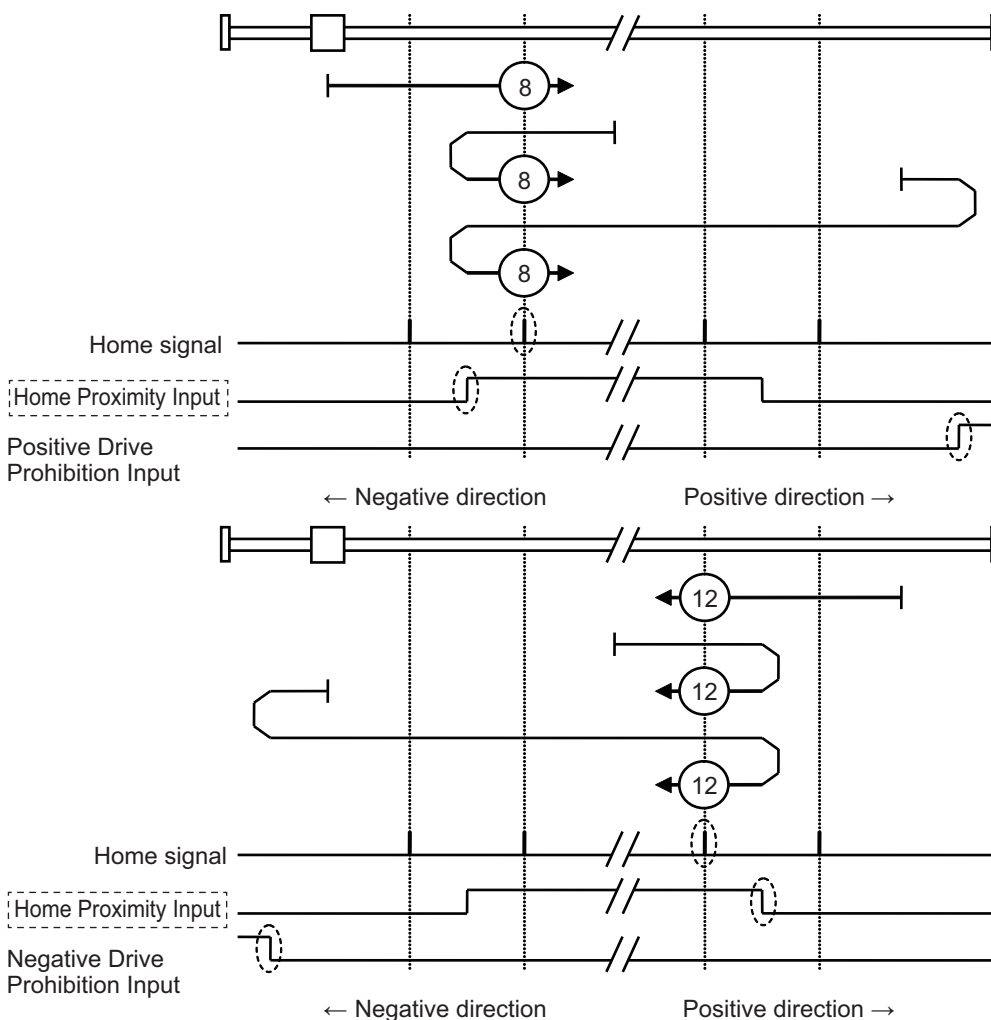 8
8
8
Home signal
Home Proximity Input
Positive Drive
Prohibition Input
← Negative direction
Positive direction →
12
12
12
Home signal
Home Proximity Input
Negative Drive
Prohibition Input
← Negative direction
Positive direction →